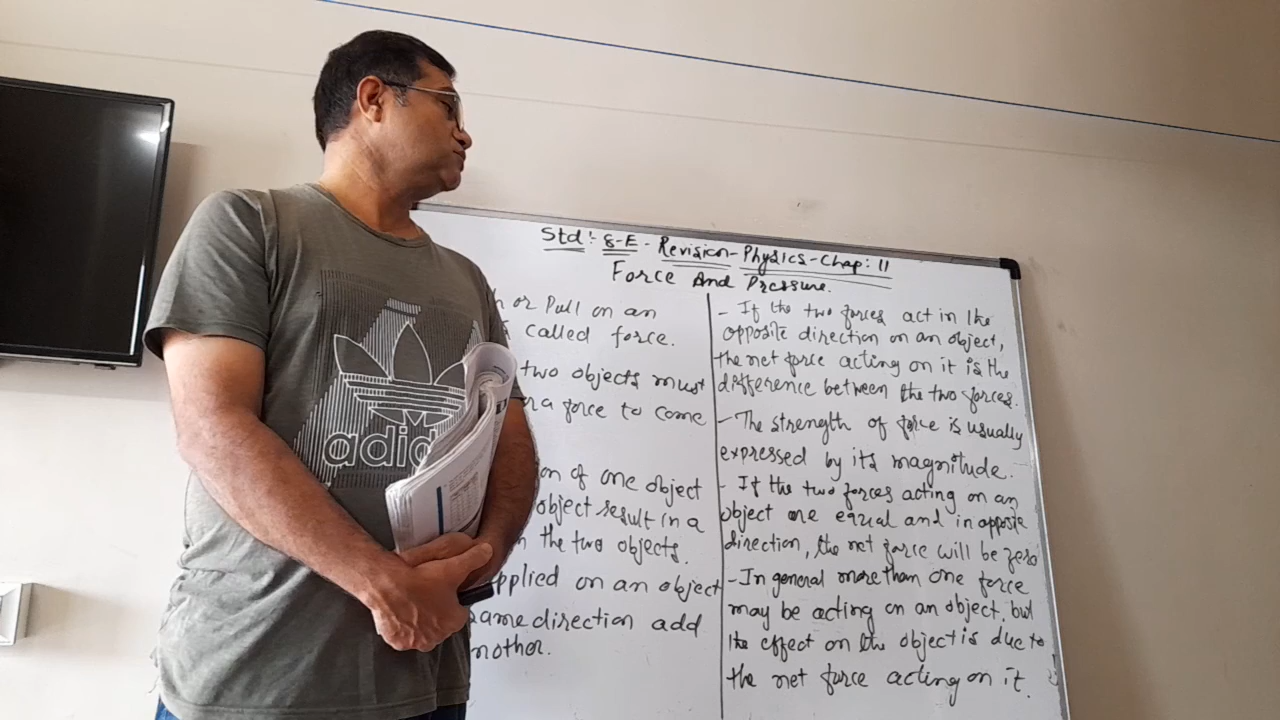 Std: 8-E - Revision - Physics - Chap: 11
Force And Pressure.
or Pull on an
called force.
two objects must
a force to come
of one object
object result in a
the two objects.
applied on an object
same direction add
- If the two forces act in the
opposite direction on an object,
the net force acting on it is the
difference between the two forces.
- The strength of force is usually
expressed by its magnitude.
- If the two forces acting on an
object are equal and in opposite
direction, the net force will be zero
- In general more than one force
may be acting on an object, but
the effect on the object is due to
the net force acting on it.
adid